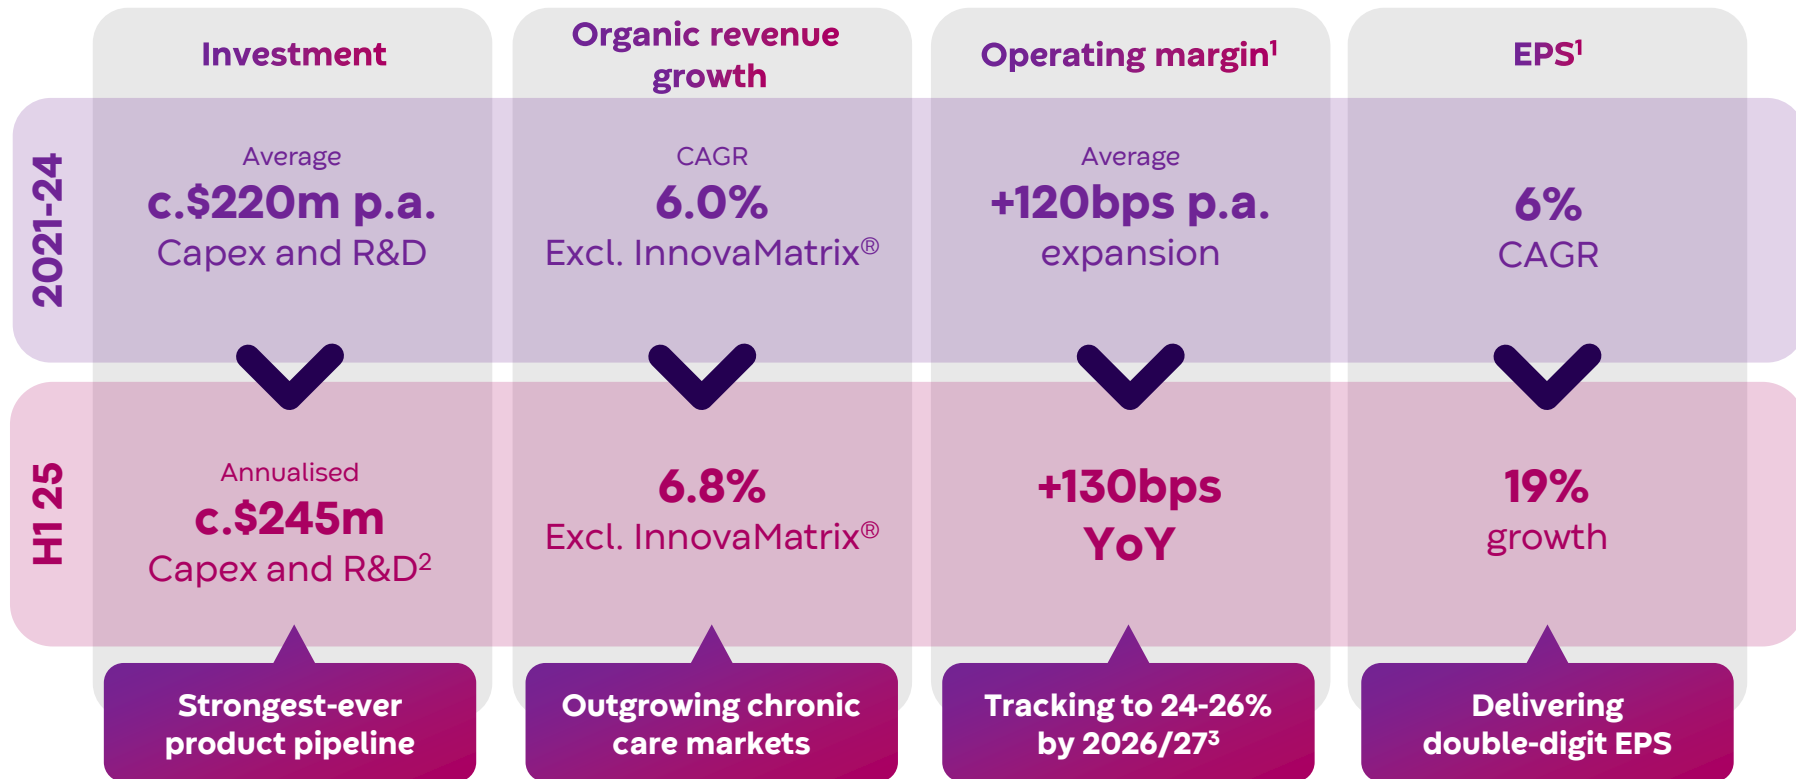 Investment
Organic revenue
growth
Operating margin¹
EPS¹
2021-24
Average
c.$220m p.a.
Capex and R&D
CAGR
6.0%
Excl. InnovaMatrix®
Average
+120bps p.a.
expansion
6%
CAGR
H1 25
Annualised
c.$245m
Capex and R&D²
6.8%
Excl. InnovaMatrix®
+130bps
YoY
19%
growth
Strongest-ever
product pipeline
Outgrowing chronic
care markets
Tracking to 24-26%
by 2026/27³
Delivering
double-digit EPS